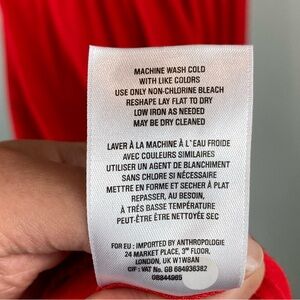 MACHINE WASH COLD
WITH LIKE COLORS
USE ONLY NON-CHLORINE BLEACH
RESHAPE LAY FLAT TO DRY
LOW IRON AS NEEDED
MAY BE DRY CLEANED
LAVER À LA MACHINE À L'EAU FROIDE
AVEC COULEURS SIMILAIRES
UTILISER UN AGENT DE BLANCHIMENT
SANS CHLORE SI NÉCESSAIRE
METTRE EN FORME ET SÉCHER À PLAT
REPASSER, AU BESOIN,
À TRÈS BASSE TEMPÉRATURE
PEUT-ÊTRE ÊTRE NETTOYÉE SEC
FOR EU: IMPORTED BY ANTHROPOLOGIE
24 MARKET PLACE, 3RD FLOOR,
LONDON, UK W1W8AN
CIF: VAT No. GB 684936382
GB844965